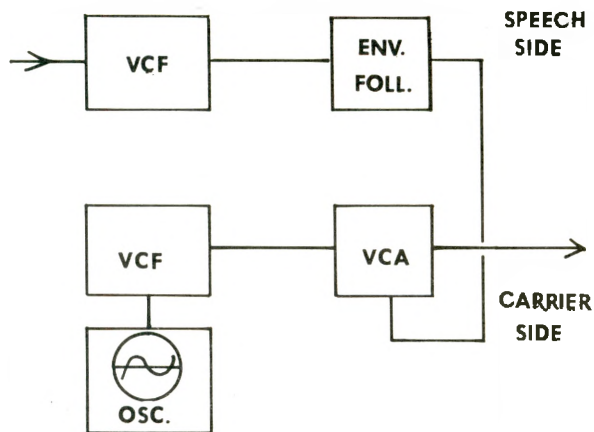 SPEECH
SIDE
VCF
ENV.
FOLL.
VCF
VCA
CARRIER
SIDE
OSC.